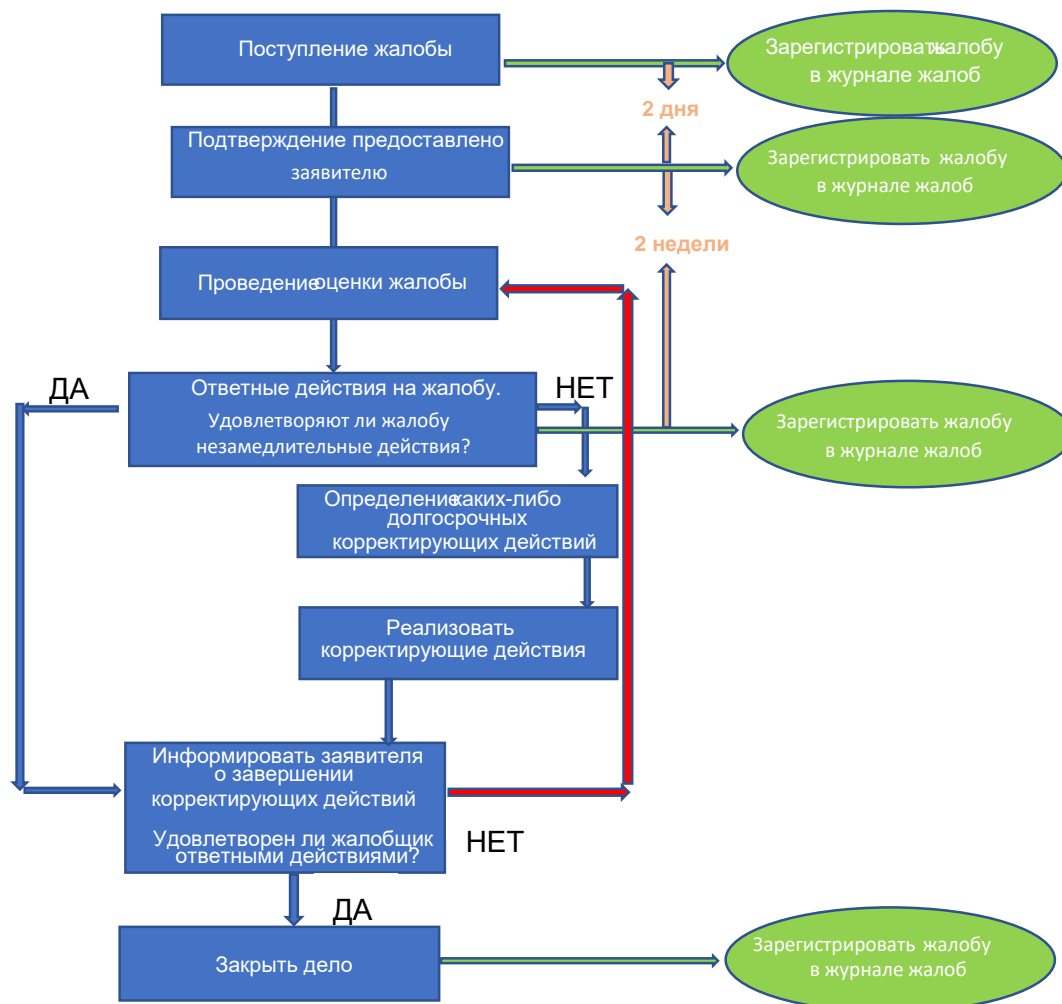 Поступление жалобы
Зарегистрировать жалобу
в журнале жалоб
2 дня
Подтверждение предоставлено
заявителю
Зарегистрировать жалобу
в журнале жалоб
2 недели
Проведение оценки жалобы
ДА
Ответные действия на жалобу.
Удовлетворяют ли жалобу
незамедлительные действия?
НЕТ
Зарегистрировать жалобу
в журнале жалоб
Определение каких-либо
долгосрочных
корректирующих действий
Реализовать
корректирующие действия
Информировать заявителя
о завершении
корректирующих действий
Удовлетворен ли жалобщик
ответными действиями?
НЕТ
ДА
Закрыть дело
Зарегистрировать жалобу
в журнале жалоб